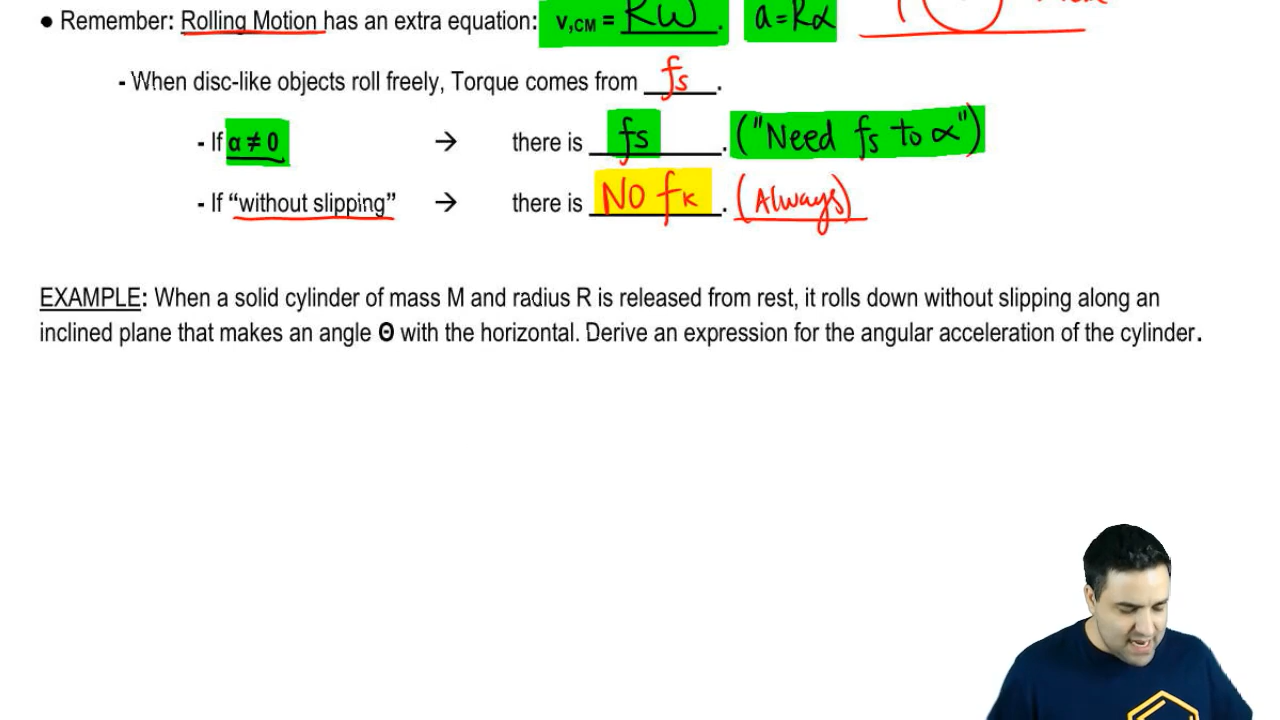 ● Remember: Rolling Motion has an extra equation: v,CM = Rω. a=Rα
- When disc-like objects roll freely, Torque comes from fs.
- If α ≠ 0 → there is fs. ("Need fs to α")
- If “without slipping” → there is NO fK. (Always)
EXAMPLE: When a solid cylinder of mass M and radius R is released from rest, it rolls down without slipping along an
inclined plane that makes an angle Θ with the horizontal. Derive an expression for the angular acceleration of the cylinder.